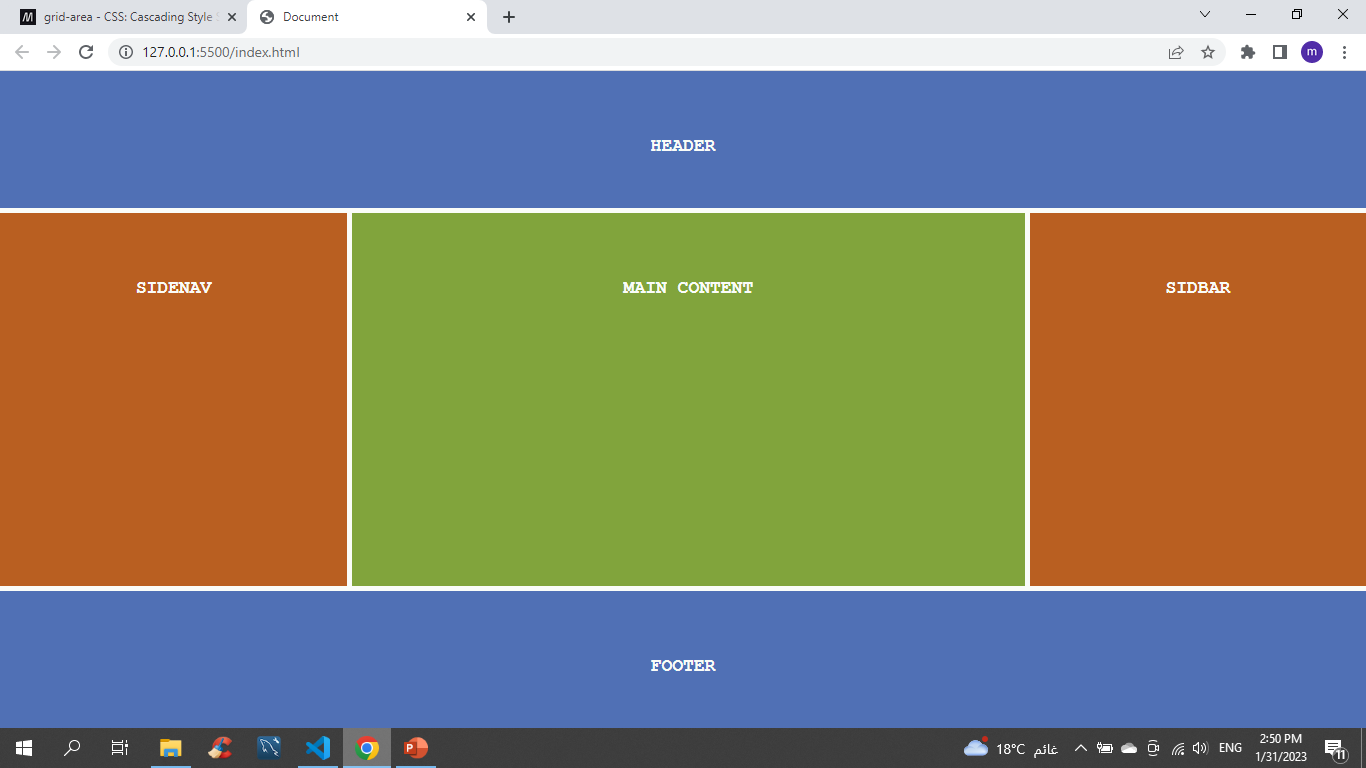 grid-area - CSS: Cascading Style
Document
127.0.0.1:5500/index.html
m
HEADER
SIDENAV
MAIN CONTENT
SIDBAR
FOOTER
18°C غائم
ENG
2:50 PM
1/31/2023
11